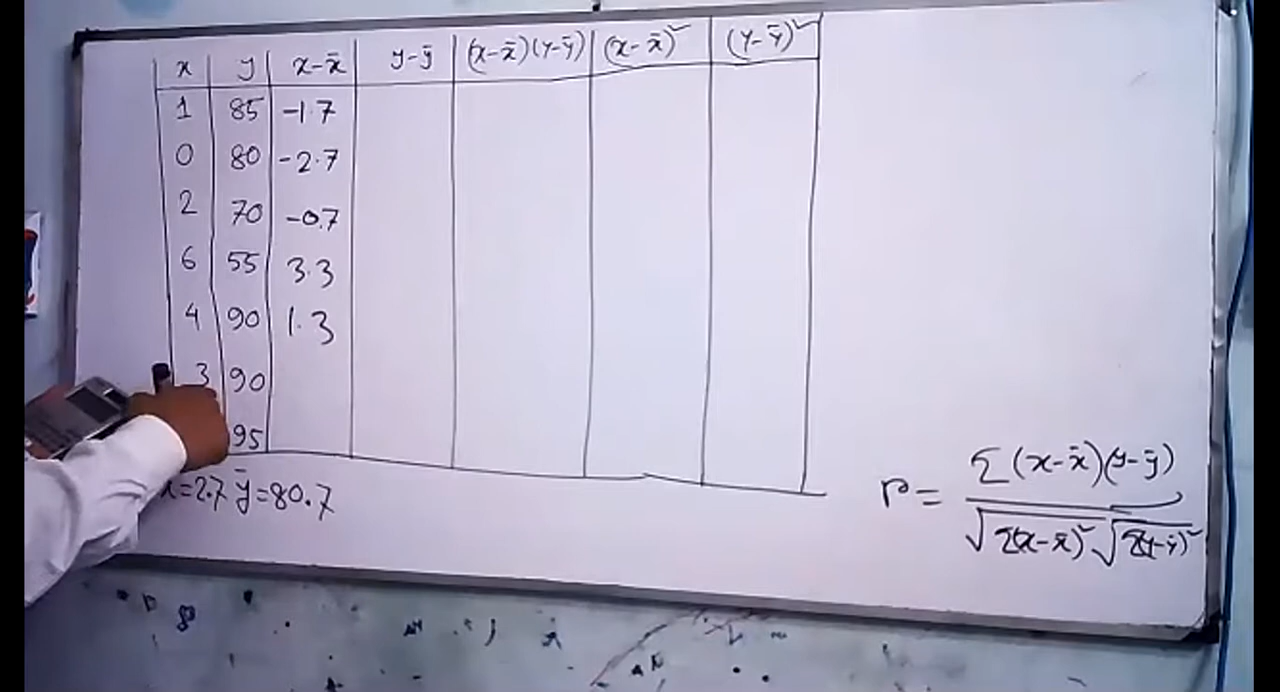 x y x-x̄ y-ȳ (x-x̄)(y-ȳ) (x-x̄)² (y-ȳ)²
1 85 -1.7
0 80 -2.7
2 70 -0.7
6 55 3.3
4 90 1.3
3 90
95
x̄=2.7 ȳ=80.7
r = Σ(x-x̄)(y-ȳ)
√Σ(x-x̄)² √Σ(y-ȳ)²